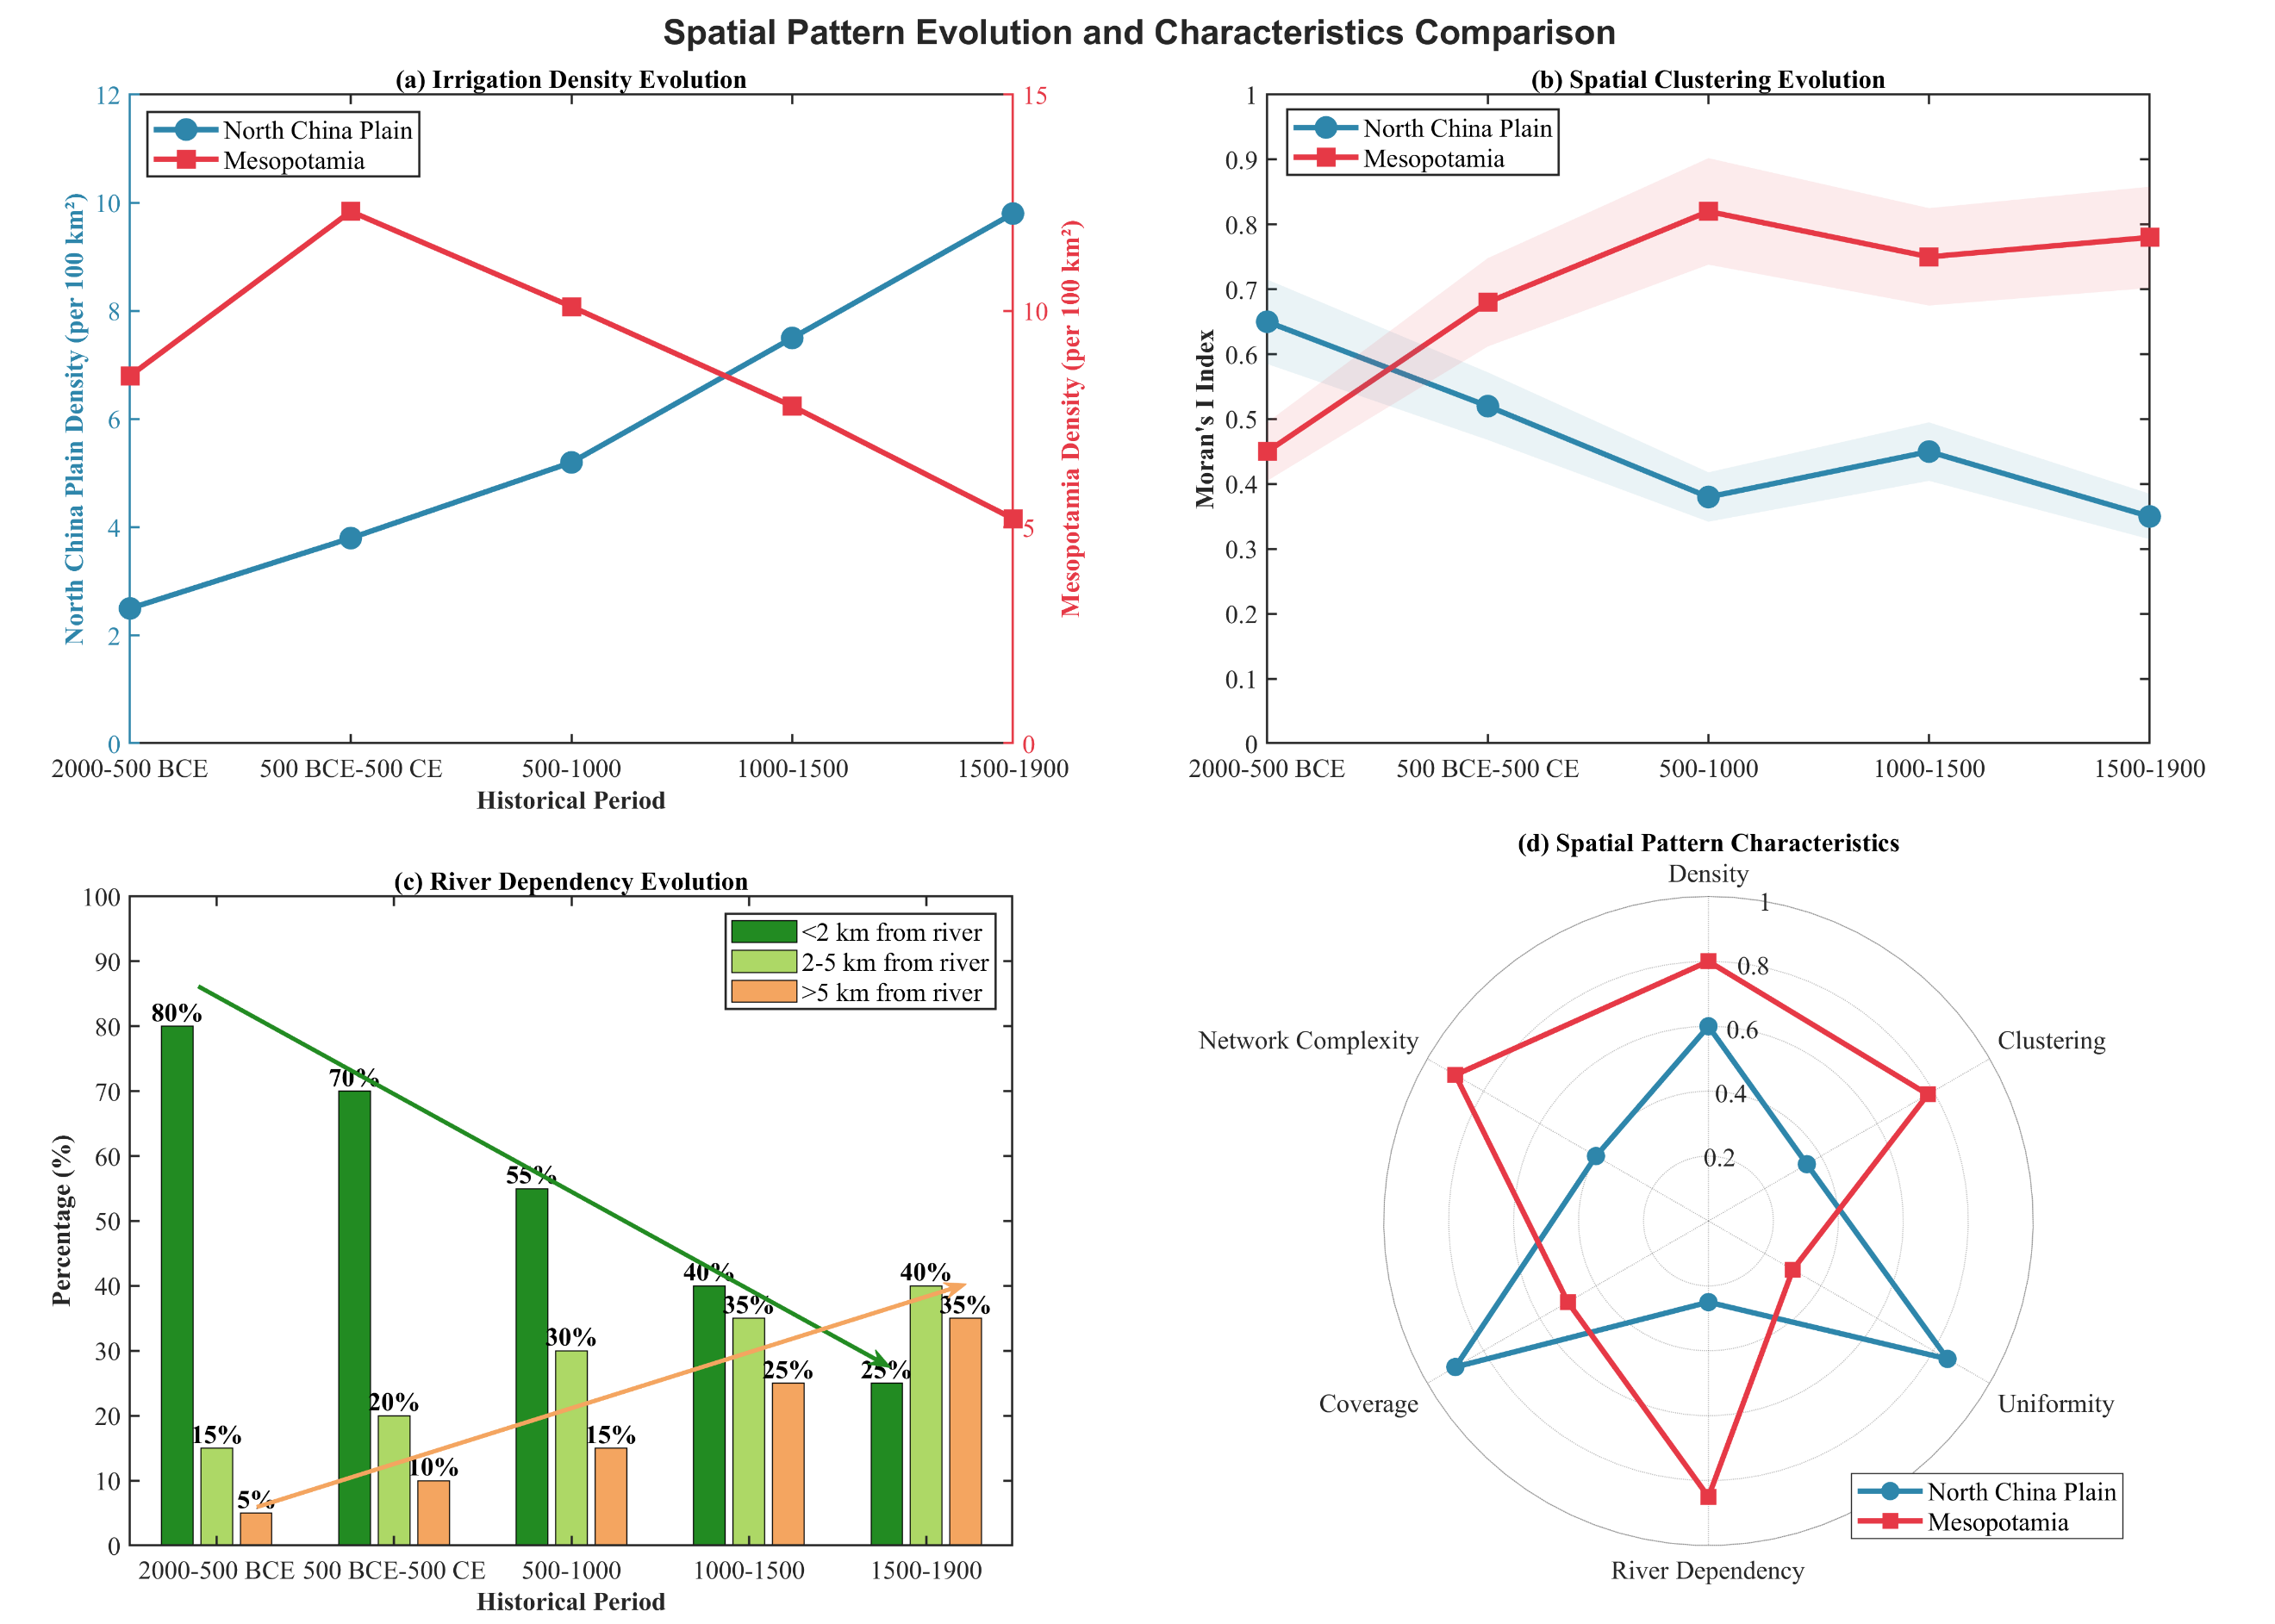 Spatial Pattern Evolution and Characteristics Comparison
(a) Irrigation Density Evolution
North China Plain
Mesopotamia
North China Plain Density (per 100 km²)
12
10
8
6
4
2
0
Mesopotamia Density (per 100 km²)
15
10
5
0
2000-500 BCE
500 BCE-500 CE
500-1000
1000-1500
1500-1900
Historical Period
(b) Spatial Clustering Evolution
North China Plain
Mesopotamia
Moran's I Index
1
0.9
0.8
0.7
0.6
0.5
0.4
0.3
0.2
0.1
0
2000-500 BCE
500 BCE-500 CE
500-1000
1000-1500
1500-1900
(c) River Dependency Evolution
<2 km from river
2-5 km from river
>5 km from river
Percentage (%)
100
90
80
70
60
50
40
30
20
10
0
80%
15%
5%
70%
20%
10%
55%
30%
15%
40%
35%
25%
25%
40%
35%
2000-500 BCE
500 BCE-500 CE
500-1000
1000-1500
1500-1900
Historical Period
(d) Spatial Pattern Characteristics
Density
1
0.8
0.6
0.4
0.2
Network Complexity
Clustering
Coverage
Uniformity
River Dependency
North China Plain
Mesopotamia